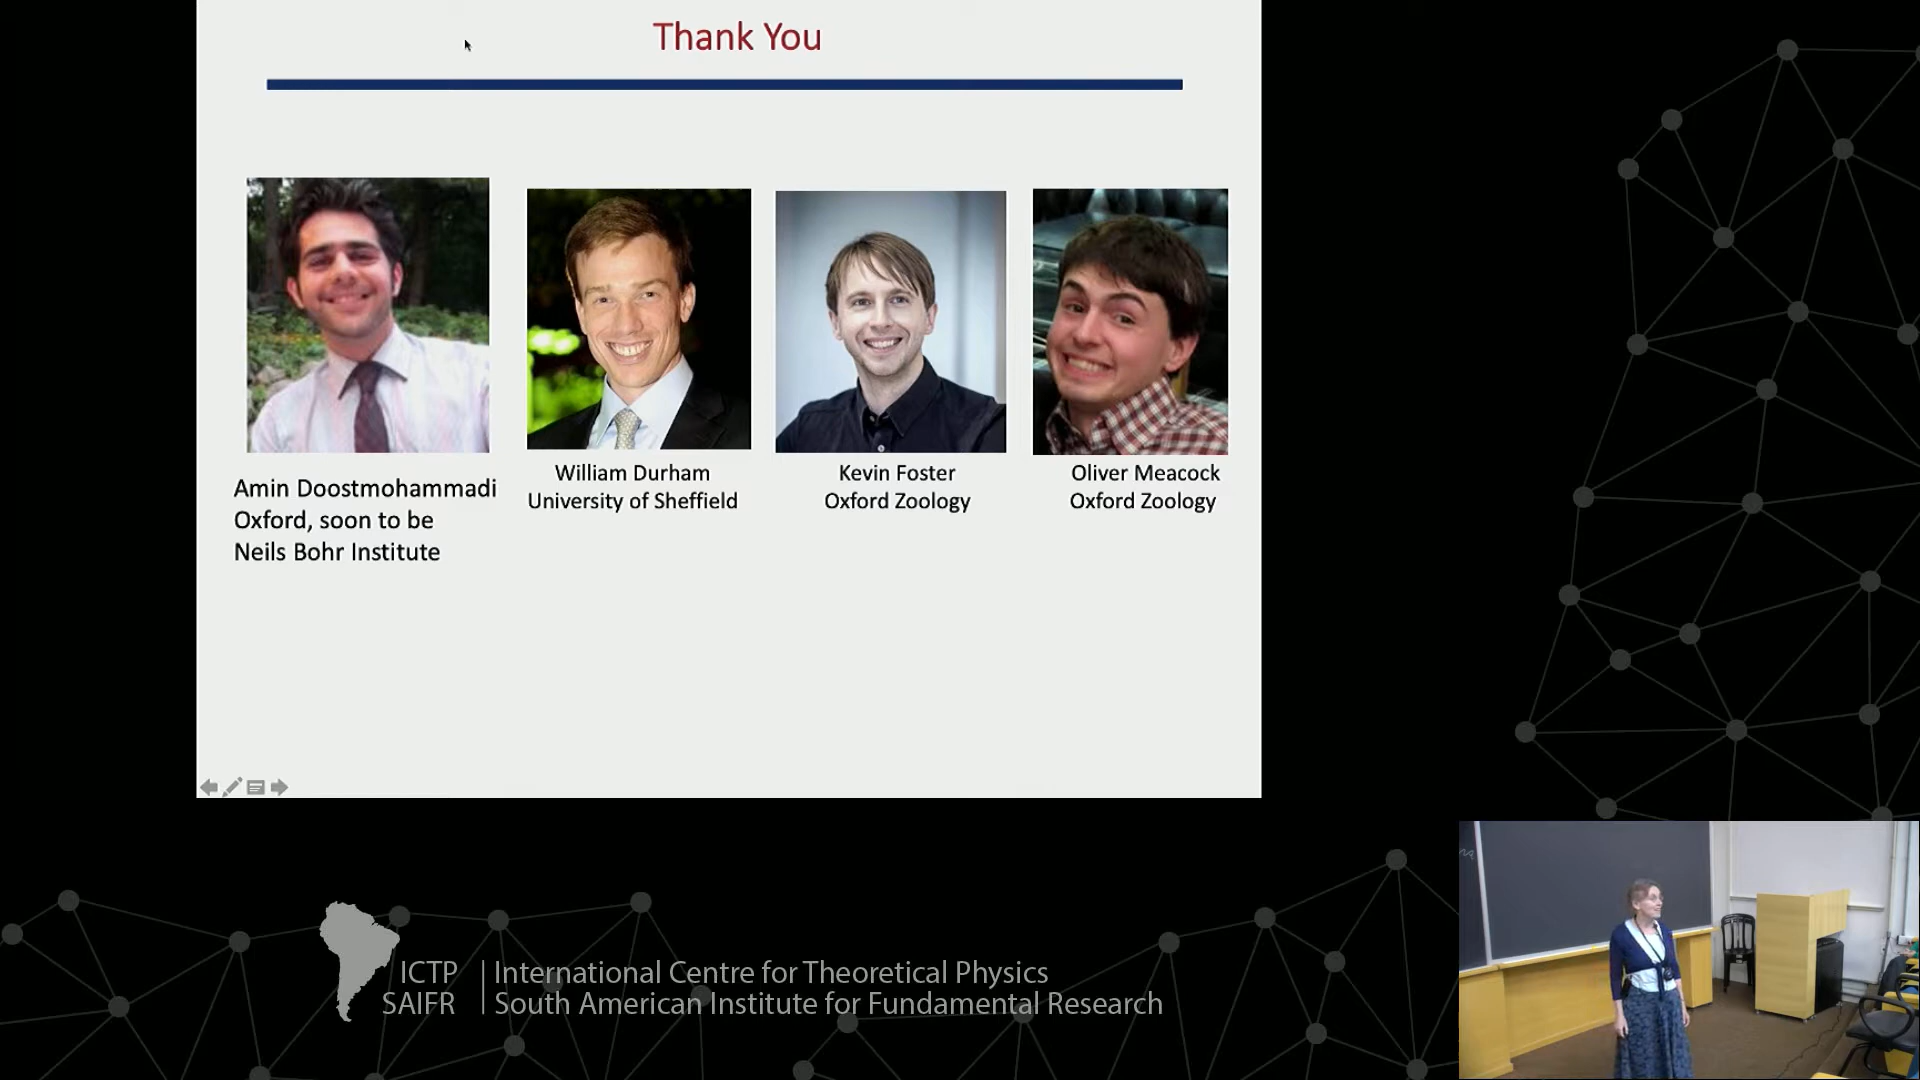 Thank You
Amin Doostmohammadi
Oxford, soon to be
Neils Bohr Institute
William Durham
University of Sheffield
Kevin Foster
Oxford Zoology
Oliver Meacock
Oxford Zoology
ICTP
SAIFR
International Centre for Theoretical Physics
South American Institute for Fundamental Research